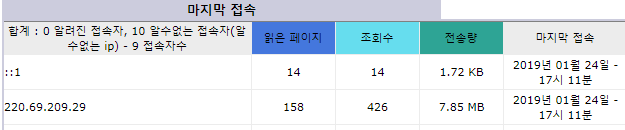 마지막 접속
합계 : 0 알려진 접속자, 10 알수없는 접속자(알
수없는 ip) - 9 접속자수
읽은 페이지
조회수
전송량
마지막 접속
::1
14
14
1.72 KB
2019년 01월 24일 -
17시 11분
220.69.209.29
158
426
7.85 MB
2019년 01월 24일 -
17시 11분